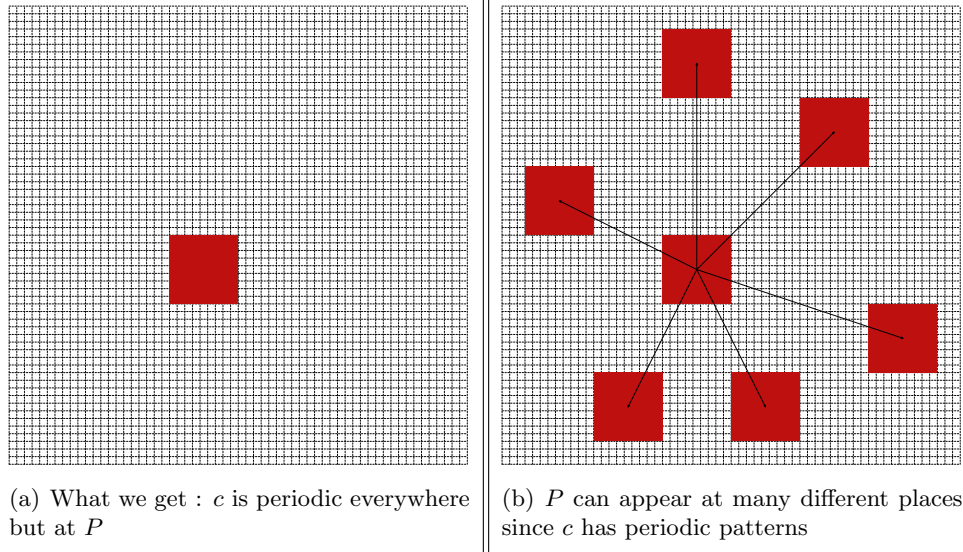 (a) What we get : c is periodic everywhere
but at P
(b) P can appear at many different places
since c has periodic patterns